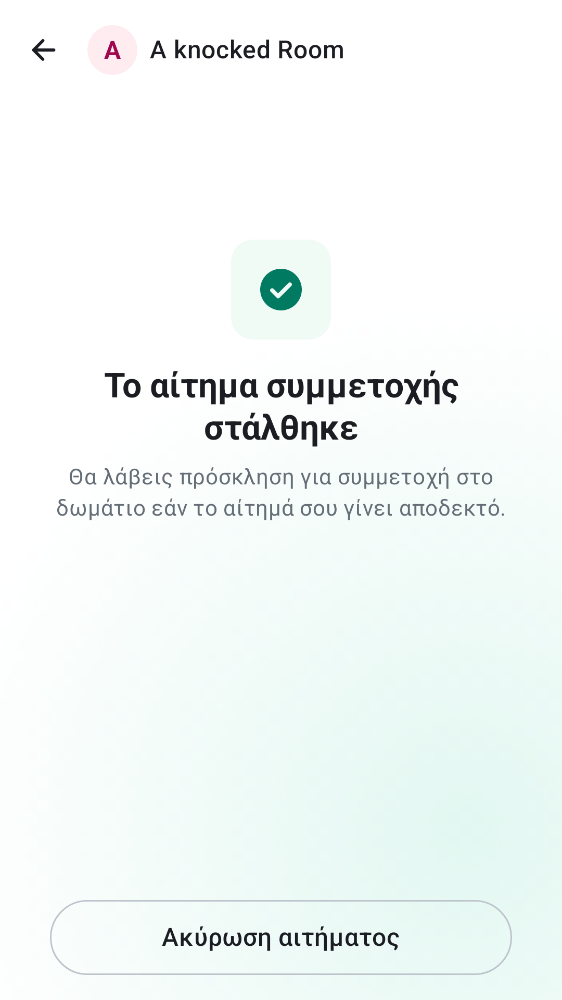 A
A knocked Room
Το αίτημα συμμετοχής
στάλθηκε
Θα λάβεις πρόσκληση για συμμετοχή στο
δωμάτιο εάν το αίτημά σου γίνει αποδεκτό.
Ακύρωση αιτήματος